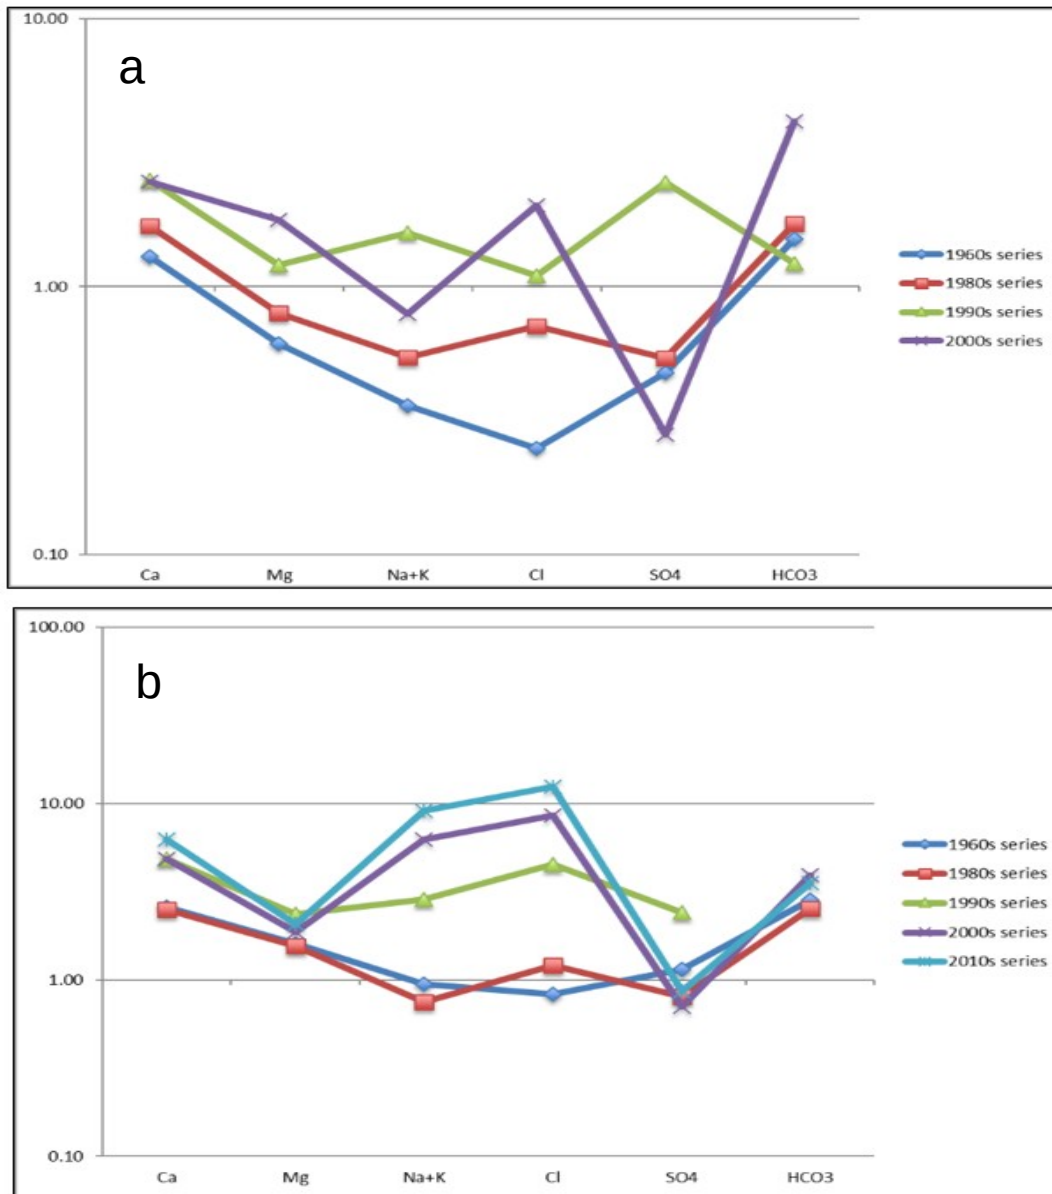 10.00
a
1960s series
1980s series
1.00
1990s series
2000s series
0.10
Ca Mg Na+K Cl SO4 HCO3
100.00
b
10.00
1960s series
1980s series
1990s series
2000s series
2010s series
1.00
0.10
Ca Mg Na+K Cl SO4 HCO3